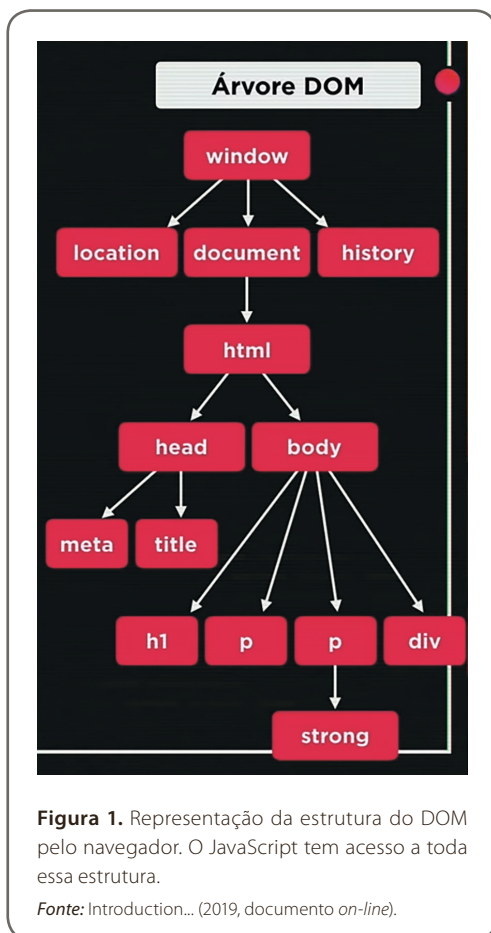 Árvore DOM
window
location document history
html
head body
meta title
h1 p p div
strong
Figura 1. Representação da estrutura do DOM
pelo navegador. O JavaScript tem acesso a toda
essa estrutura.
Fonte: Introduction... (2019, documento on-line).